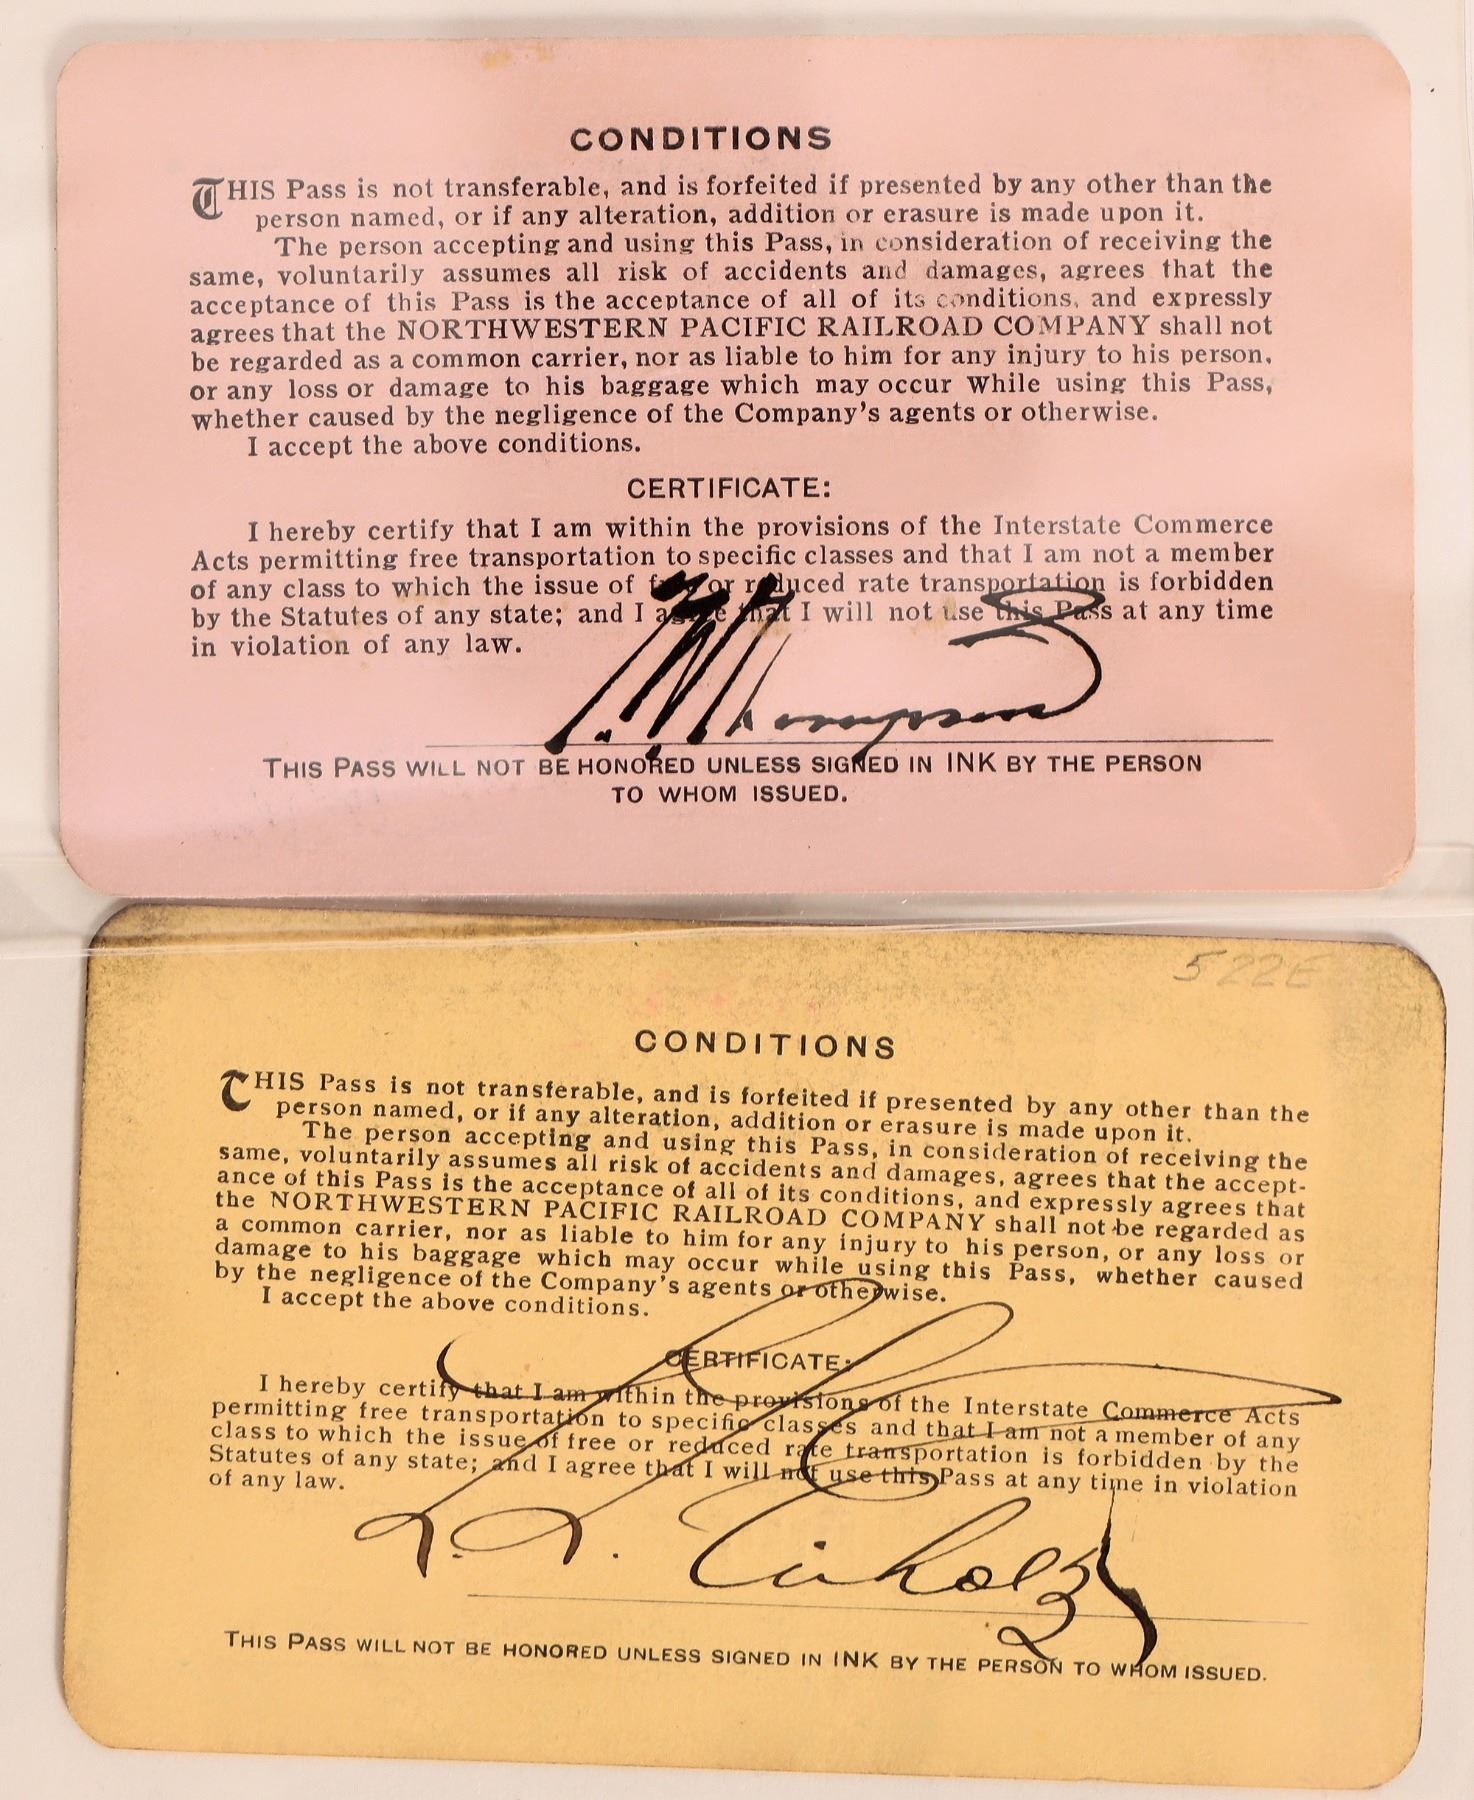 CONDITIONS
THIS Pass is not transferable, and is forfeited if presented by any other than the
person named, or if any alteration, addition or erasure is made upon it.
The person accepting and using this Pass, in consideration of receiving the
same, voluntarily assumes all risk of accidents and damages, agrees that the
acceptance of this Pass is the acceptance of all of its conditions, and expressly
agrees that the NORTHWESTERN PACIFIC RAILROAD COMPANY shall not
be regarded as a common carrier, nor as liable to him for any injury to his person,
or any loss or damage to his baggage which may occur while using this Pass,
whether caused by the negligence of the Company's agents or otherwise.
I accept the above conditions.
CERTIFICATE:
I hereby certify that I am within the provisions of the Interstate Commerce
Acts permitting free transportation to specific classes and that I am not a member
of any class to which the issue of free or reduced rate transportation is forbidden
by the Statutes of any state; and I agree that I will not use this Pass at any time
in violation of any law.
Thompson
THIS PASS WILL NOT BE HONORED UNLESS SIGNED IN INK BY THE PERSON
TO WHOM ISSUED.
522E
CONDITIONS
THIS Pass is not transferable, and is forfeited if presented by any other than the
person named, or if any alteration, addition or erasure is made upon it.
The person accepting and using this Pass, in consideration of receiving the
same, voluntarily assumes all risk of accidents and damages, agrees that the accept-
ance of this Pass is the acceptance of all of its conditions, and expressly agrees that
the NORTHWESTERN PACIFIC RAILROAD COMPANY shall not be regarded as
a common carrier, nor as liable to him for any injury to his person, or any loss or
damage to his baggage which may occur while using this Pass, whether caused
by the negligence of the Company's agents or otherwise.
I accept the above conditions.
CERTIFICATE:
I hereby certify that I am within the provisions of the Interstate Commerce Acts
permitting free transportation to specific classes and that I am not a member of any
class to which the issue of free or reduced rate transportation is forbidden by the
Statutes of any state; and I agree that I will not use this Pass at any time in violation
of any law.
THIS PASS WILL NOT BE HONORED UNLESS SIGNED IN INK BY THE PERSON TO WHOM ISSUED.